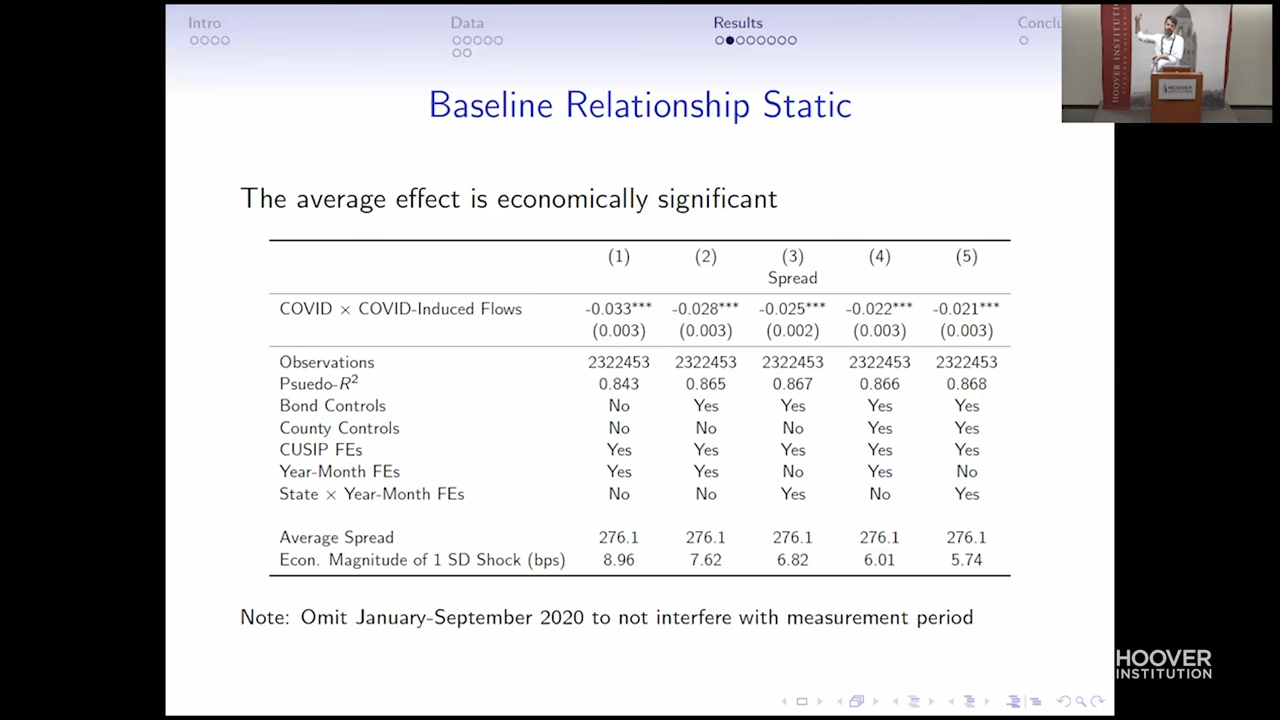 Intro
Data
Results
Conclu
Baseline Relationship Static
The average effect is economically significant
(1) (2) (3) (4) (5)
Spread
COVID × COVID-Induced Flows -0.033*** -0.028*** -0.025*** -0.022*** -0.021***
(0.003) (0.003) (0.002) (0.003) (0.003)
Observations 2322453 2322453 2322453 2322453 2322453
Psuedo-R² 0.843 0.865 0.867 0.866 0.868
Bond Controls No Yes Yes Yes Yes
County Controls No No No Yes Yes
CUSIP FEs Yes Yes Yes Yes Yes
Year-Month FEs Yes Yes No Yes No
State × Year-Month FEs No No Yes No Yes
Average Spread 276.1 276.1 276.1 276.1 276.1
Econ. Magnitude of 1 SD Shock (bps) 8.96 7.62 6.82 6.01 5.74
Note: Omit January-September 2020 to not interfere with measurement period
HOOVER INSTITUTION
HOOVER
HOOVER
INSTITUTION